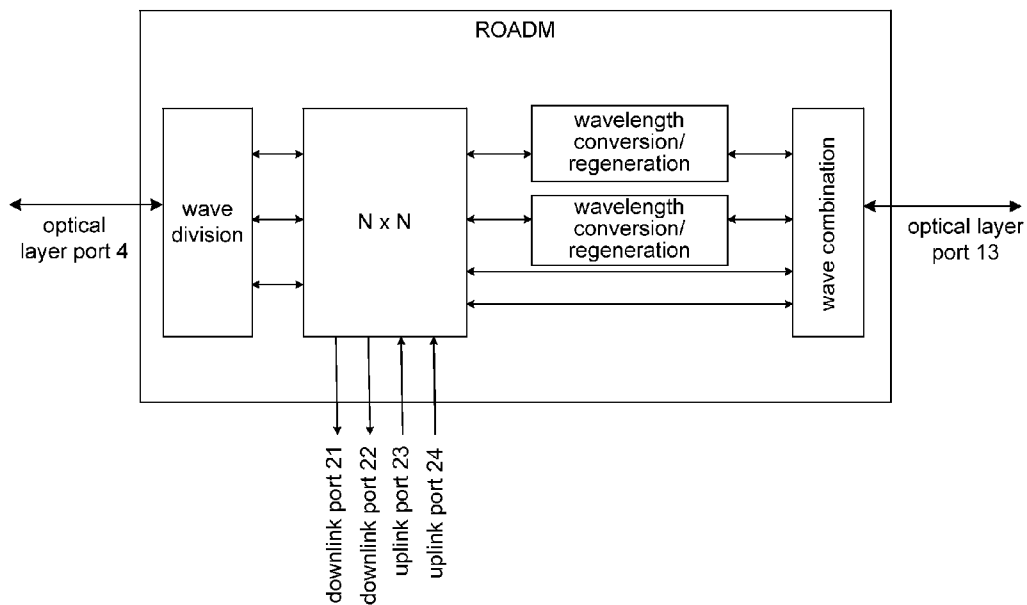 ROADM
optical layer port 4
wave
division
N x N
wavelength
conversion/
regeneration
wavelength
conversion/
regeneration
wave combination
optical layer
port 13
downlink port 21
downlink port 22
uplink port 23
uplink port 24